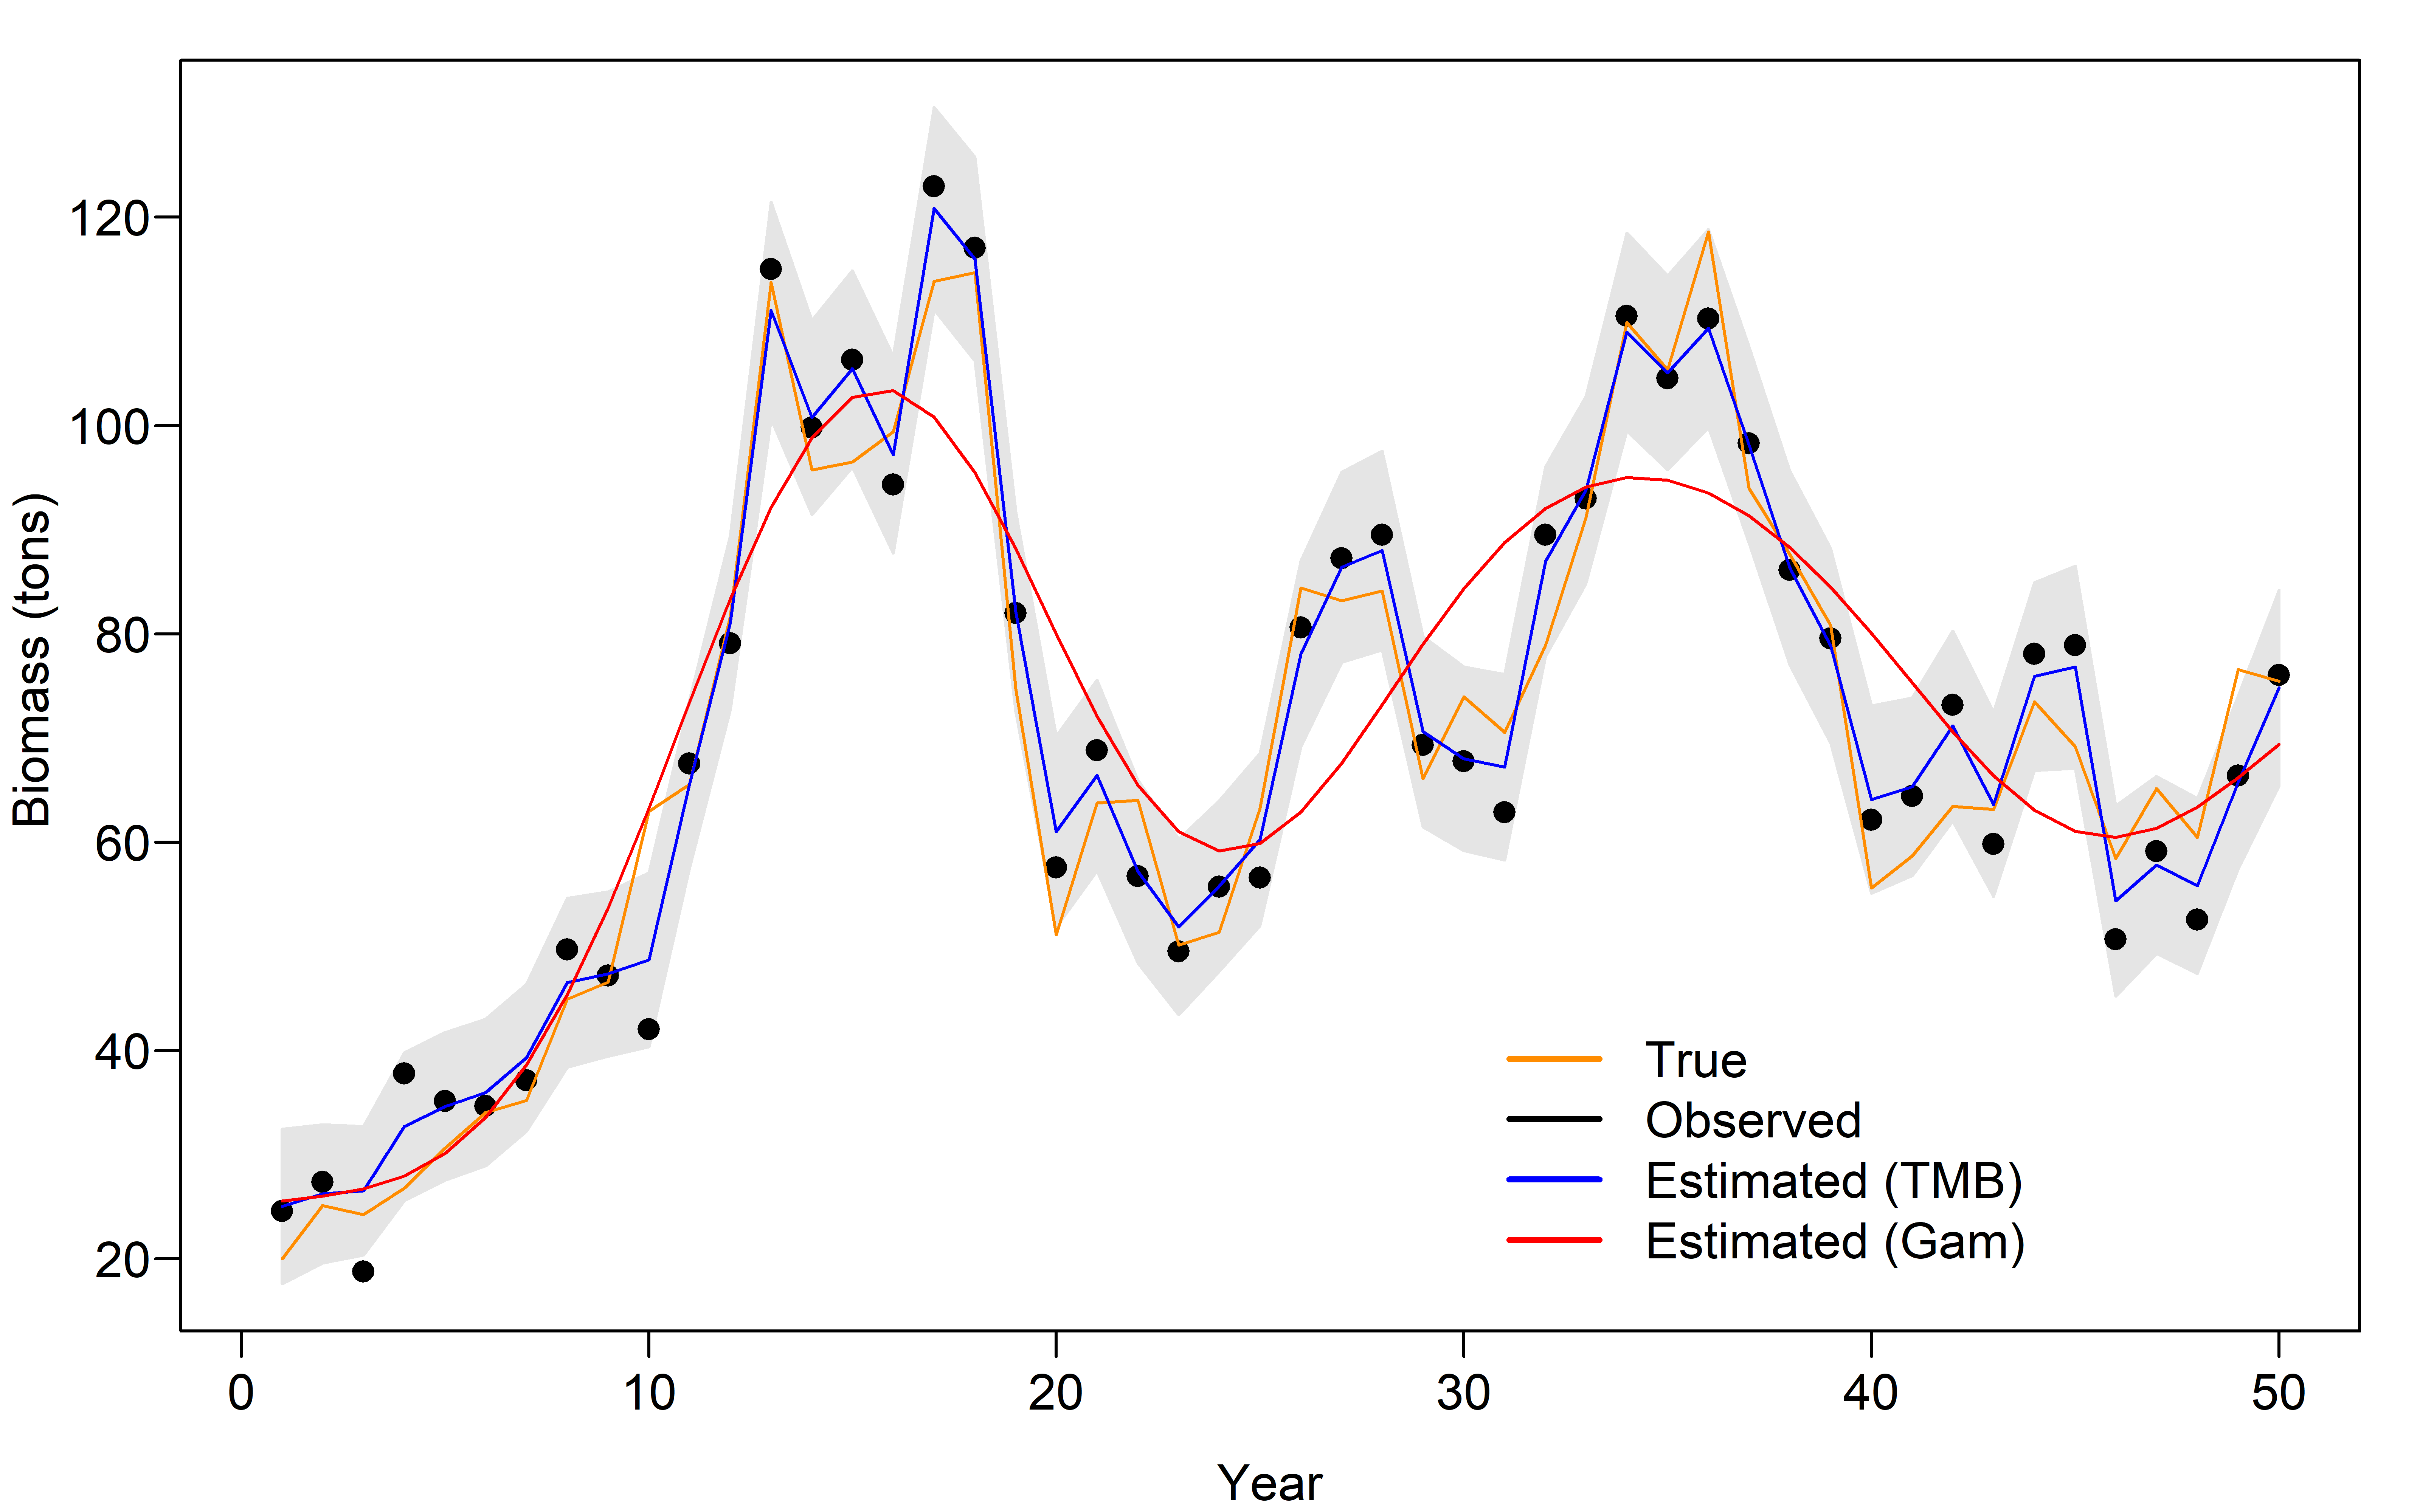 120
100
80
60
40
20
Biomass (tons)
True
Observed
Estimated (TMB)
Estimated (Gam)
0 10 20 30 40 50
Year